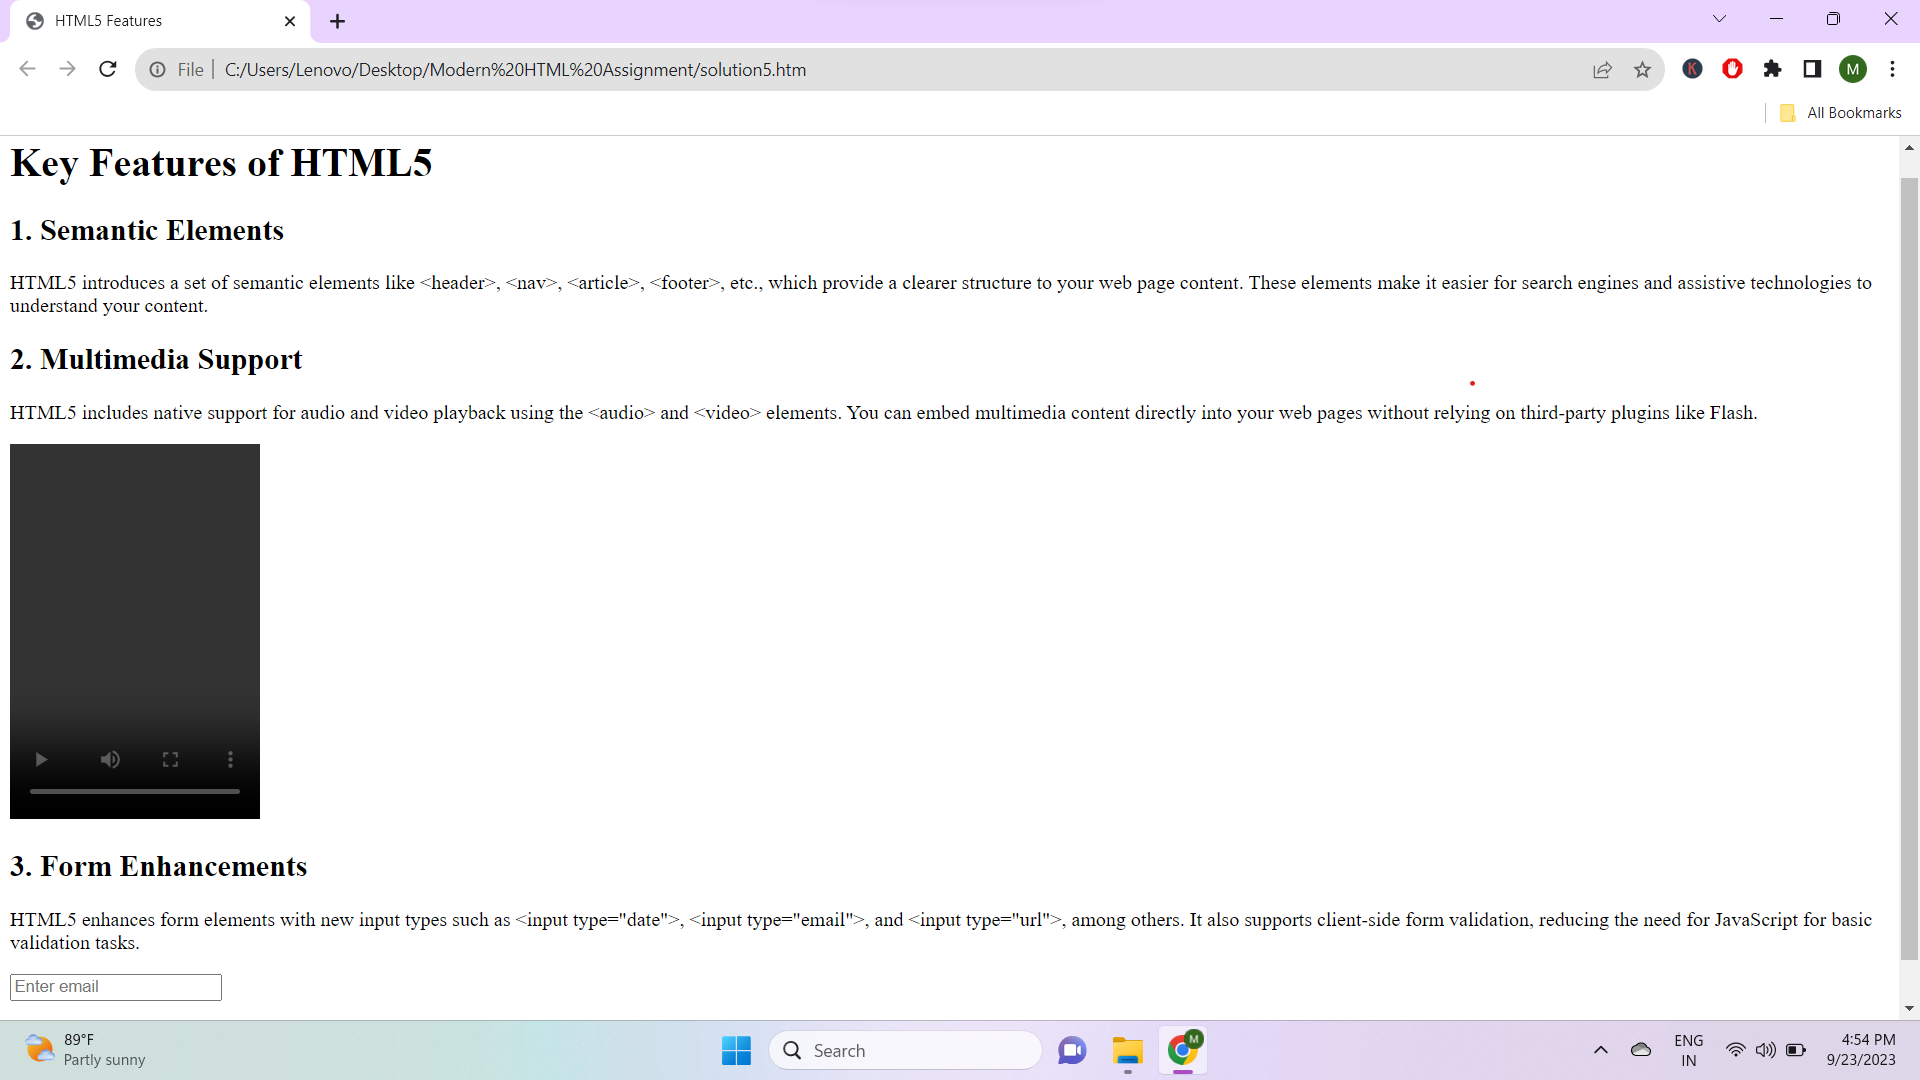 HTML5 Features
File
C:/Users/Lenovo/Desktop/Modern%20HTML%20Assignment/solution5.htm
K
M
All Bookmarks
Key Features of HTML5
1. Semantic Elements
HTML5 introduces a set of semantic elements like <header>, <nav>, <article>, <footer>, etc., which provide a clearer structure to your web page content. These elements make it easier for search engines and assistive technologies to
understand your content.
2. Multimedia Support
HTML5 includes native support for audio and video playback using the <audio> and <video> elements. You can embed multimedia content directly into your web pages without relying on third-party plugins like Flash.
3. Form Enhancements
HTML5 enhances form elements with new input types such as <input type="date">, <input type="email">, and <input type="url">, among others. It also supports client-side form validation, reducing the need for JavaScript for basic
validation tasks.
Enter email
89°F
Partly sunny
Search
M
ENG
IN
4:54 PM
9/23/2023